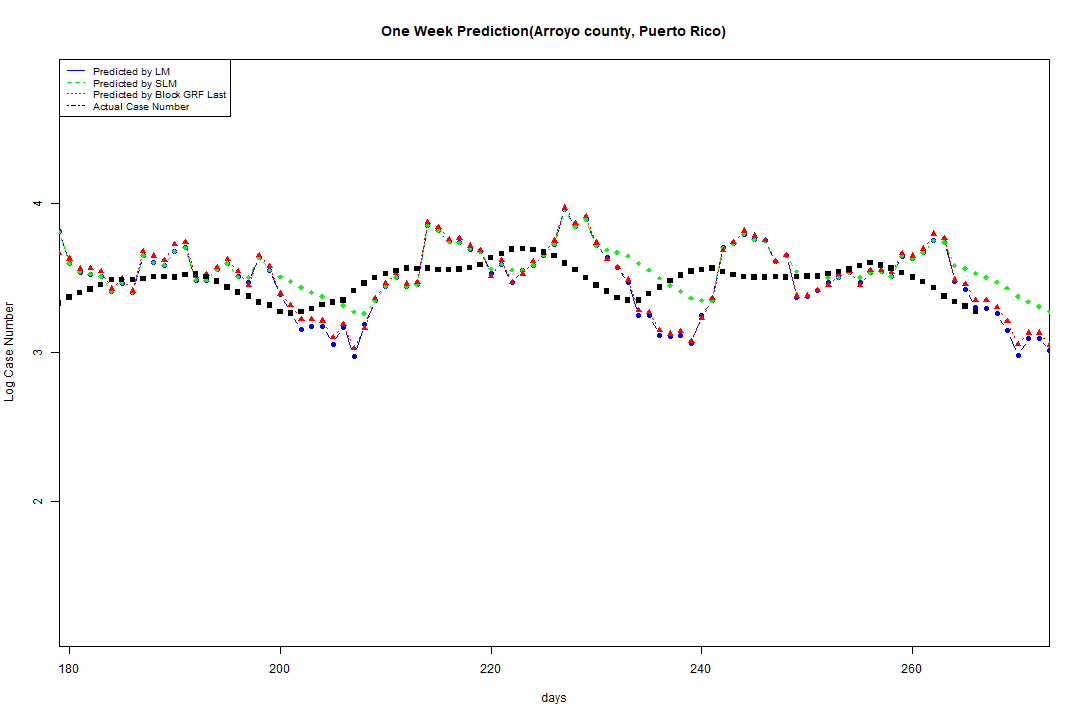 One Week Prediction(Arroyo county, Puerto Rico)
Predicted by LM
Predicted by SLM
Predicted by Block GRF Last
Actual Case Number
4
3
2
Log Case Number
180 200 220 240 260
days